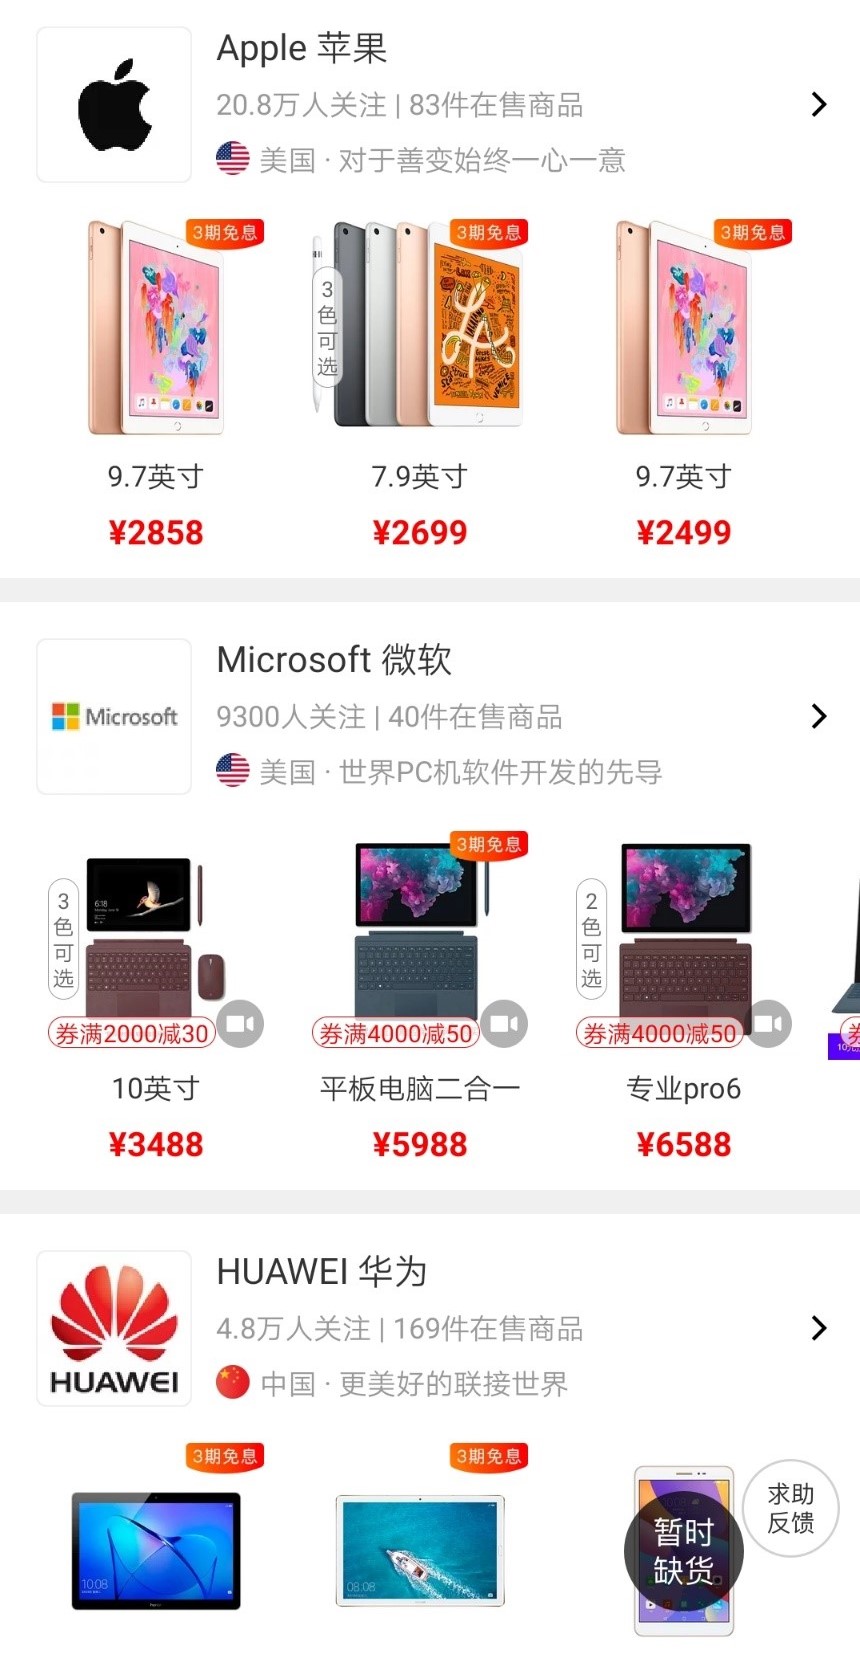 Apple 苹果
20.8万人关注 | 83件在售商品
美国 · 对于善变始终一心一意
3期免息
3期免息
3期免息
3色可选
9.7英寸
7.9英寸
9.7英寸
¥2858
¥2699
¥2499
Microsoft
Microsoft 微软
9300人关注 | 40件在售商品
美国 · 世界PC机软件开发的先导
3期免息
3色可选
2色可选
6:18
券满2000减30
券满4000减50
券满4000减50
券
10英寸
平板电脑二合一
专业pro6
¥3488
¥5988
¥6588
HUAWEI
HUAWEI 华为
4.8万人关注 | 169件在售商品
中国 · 更美好的联接世界
3期免息
3期免息
10:08
08:08
暂时
缺货
求助
反馈